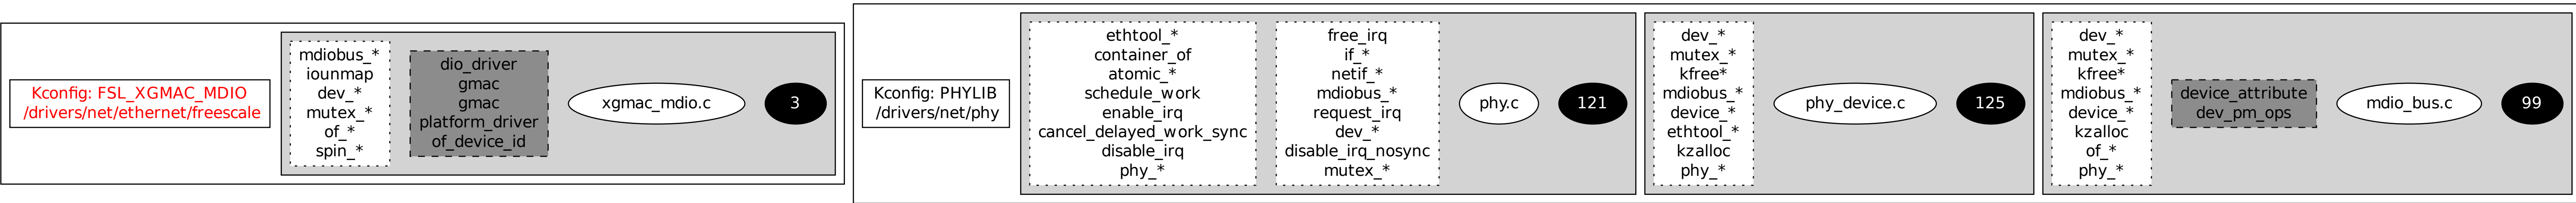 Kconfig: FSL_XGMAC_MDIO
/drivers/net/ethernet/freescale
mdiobus_*
iounmap
dev_*
mutex_*
of_*
spin_*
dio_driver
gmac
gmac
platform_driver
of_device_id
xgmac_mdio.c
3
Kconfig: PHYLIB
/drivers/net/phy
ethtool_*
container_of
atomic_*
schedule_work
enable_irq
cancel_delayed_work_sync
disable_irq
phy_*
free_irq
if_*
netif_*
mdiobus_*
request_irq
dev_*
disable_irq_nosync
mutex_*
phy.c
121
dev_*
mutex_*
kfree*
mdiobus_*
device_*
ethtool_*
kzalloc
phy_*
phy_device.c
125
dev_*
mutex_*
kfree*
mdiobus_*
device_*
kzalloc
of_*
phy_*
device_attribute
dev_pm_ops
mdio_bus.c
99